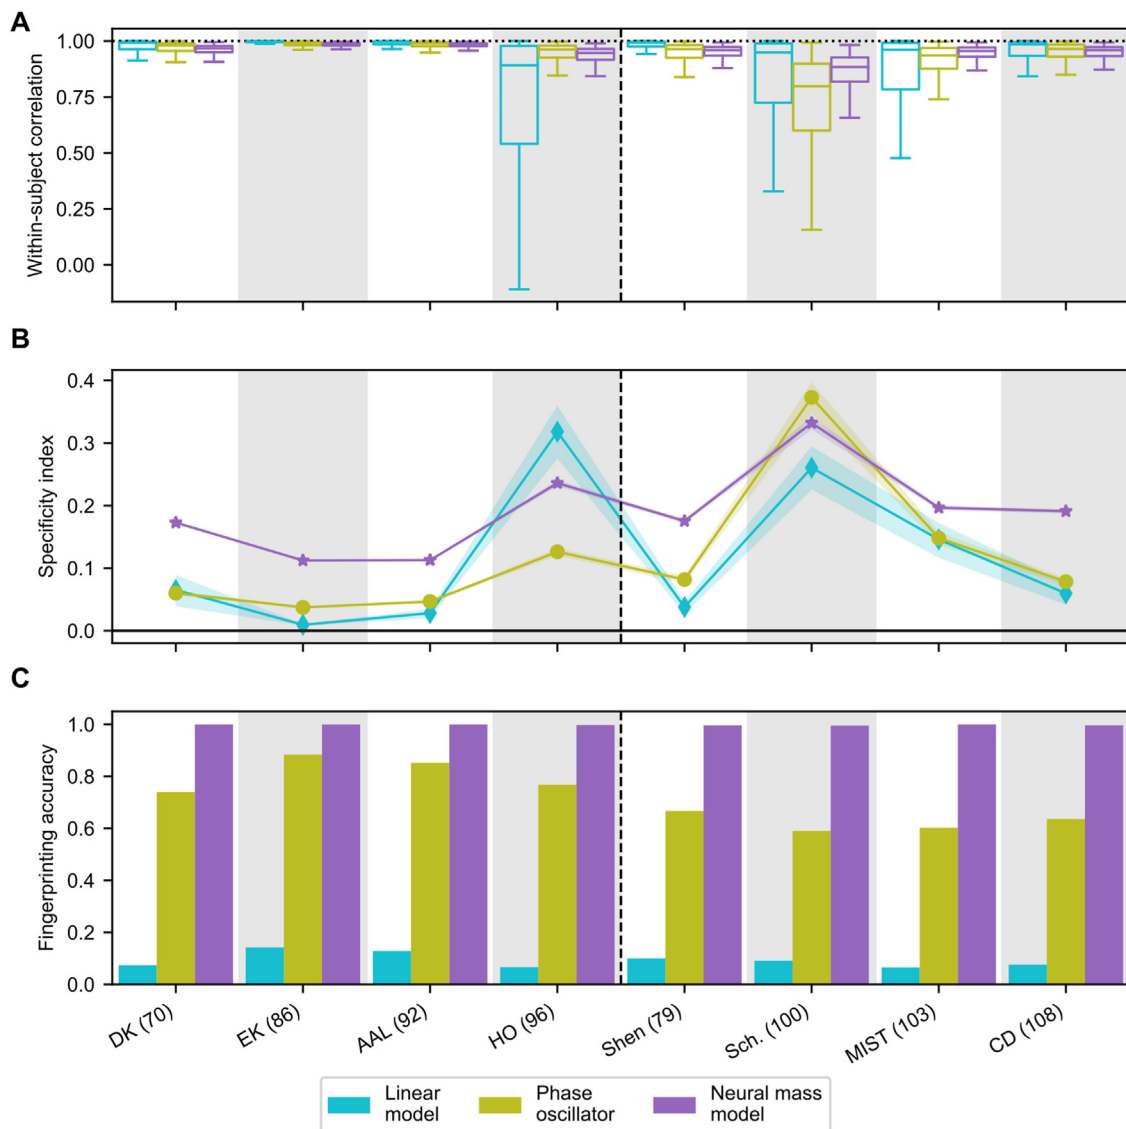 A
Within-subject correlation
1.00
0.75
0.50
0.25
0.00
B
Specificity index
0.4
0.3
0.2
0.1
0.0
C
Fingerprinting accuracy
1.0
0.8
0.6
0.4
0.2
0.0
DK (70)
EK (86)
AAL (92)
HO (96)
Shen (79)
Sch. (100)
MIST (103)
CD (108)
Linear
model
Phase
oscillator
Neural mass
model